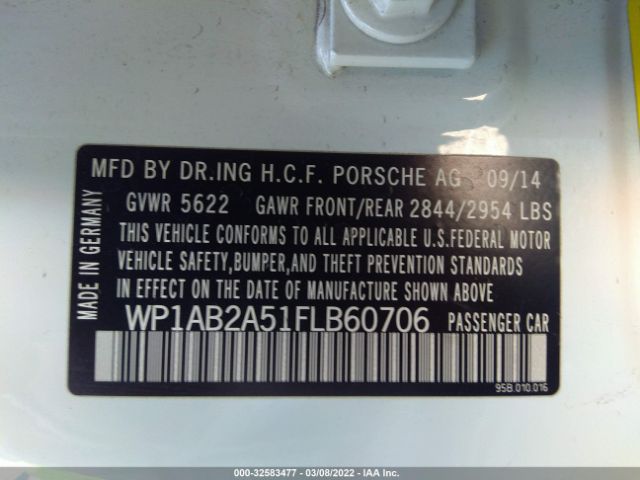 MFD BY DR.ING H.C.F. PORSCHE AG 09/14
GVWR 5622 GAWR FRONT/REAR 2844/2954 LBS
THIS VEHICLE CONFORMS TO ALL APPLICABLE U.S.FEDERAL MOTOR
VEHICLE SAFETY,BUMPER,AND THEFT PREVENTION STANDARDS
IN EFFECT ON THE DATE OF MANUFACTURE SHOWN ABOVE
WP1AB2A51FLB60706 PASSENGER CAR
95B.010.016
MADE IN GERMANY
000-32583477 - 03/08/2022 - IAA Inc.